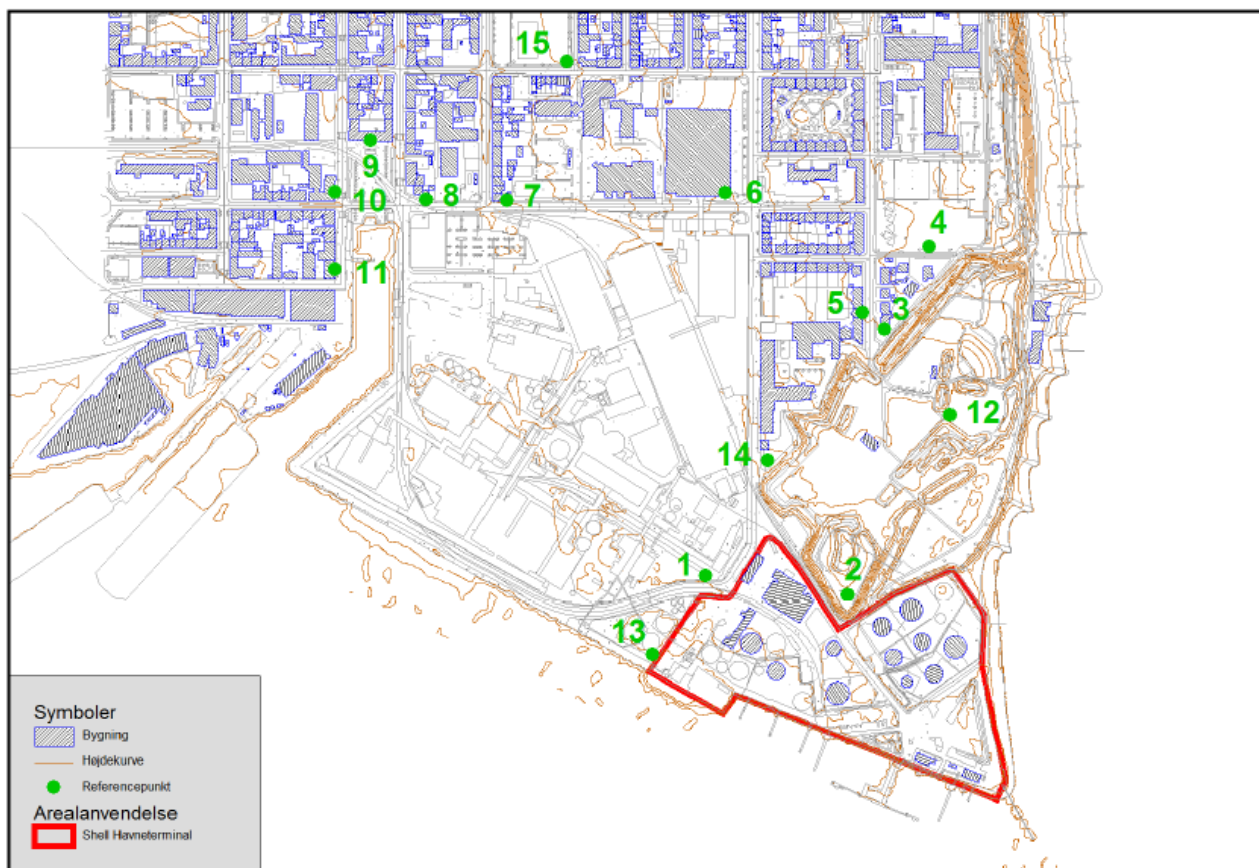 15
9
10
8
7
6
4
11
5
3
12
14
1
2
13
Symboler
Bygning
Højdekurve
Referencepunkt
Arealanvendelse
Shell Havneterminal